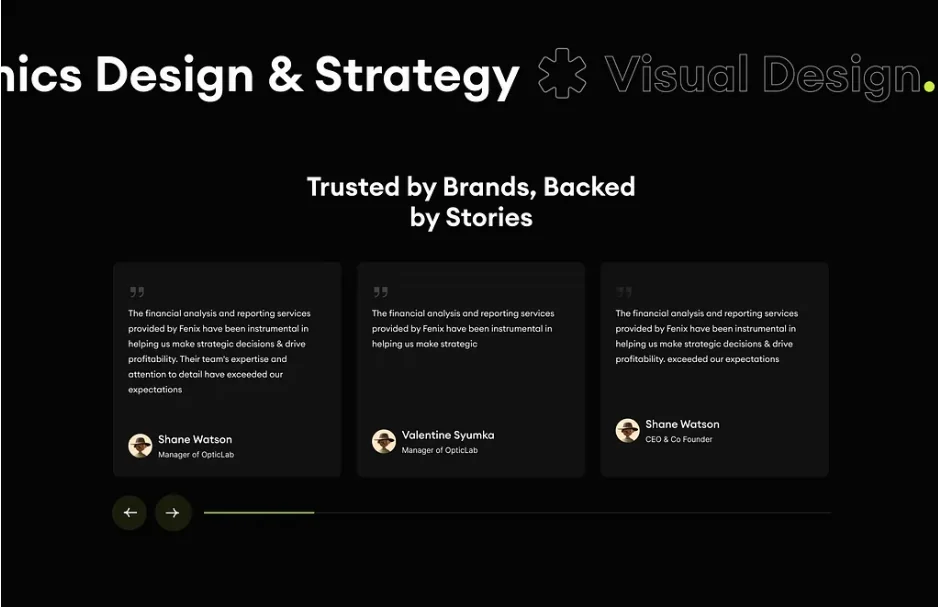 nics Design & Strategy Visual Design.
Trusted by Brands, Backed
by Stories
The financial analysis and reporting services
provided by Fenix have been instrumental in
helping us make strategic decisions & drive
profitability. Their team's expertise and
attention to detail have exceeded our
expectations
Shane Watson
Manager of OpticLab
The financial analysis and reporting services
provided by Fenix have been instrumental in
helping us make strategic
Valentine Syumka
Manager of OpticLab
The financial analysis and reporting services
provided by Fenix have been instrumental in
helping us make strategic decisions & drive
profitability. exceeded our expectations
Shane Watson
CEO & Co Founder